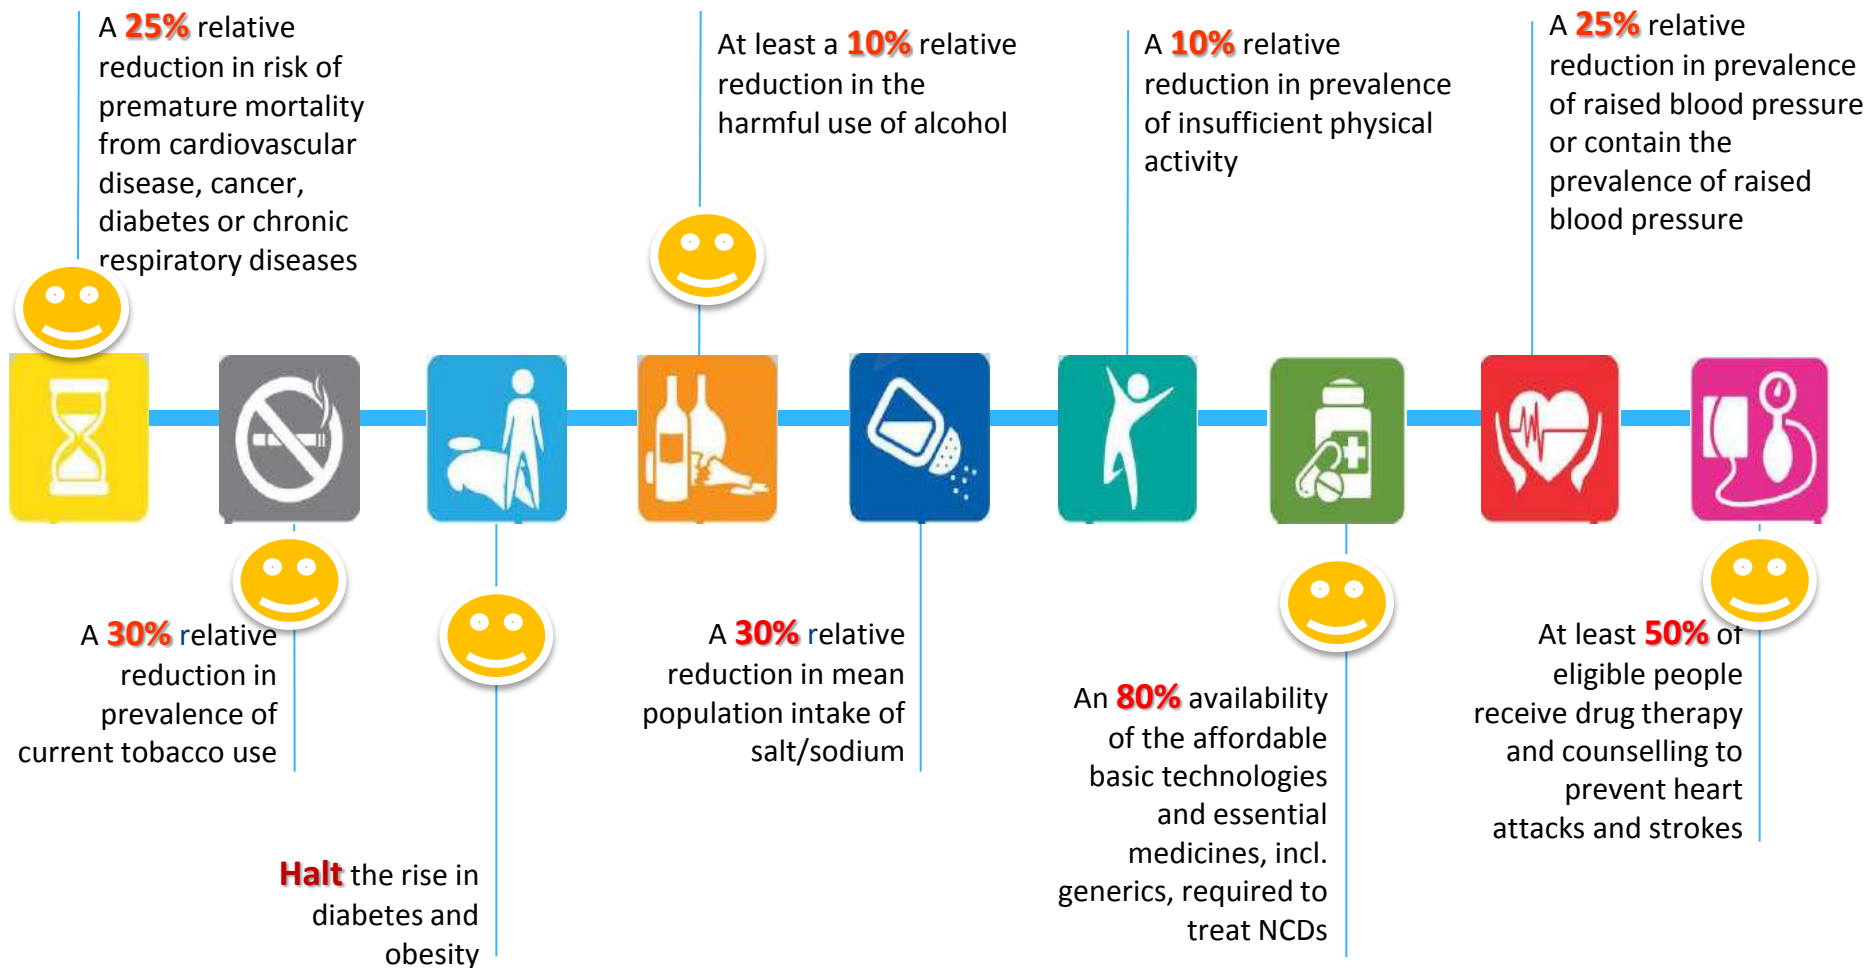 A 25% relative
reduction in risk of
premature mortality
from cardiovascular
disease, cancer,
diabetes or chronic
respiratory diseases
At least a 10% relative
reduction in the
harmful use of alcohol
A 10% relative
reduction in prevalence
of insufficient physical
activity
A 25% relative
reduction in prevalence
of raised blood pressure
or contain the
prevalence of raised
blood pressure
A 30% relative
reduction in
prevalence of
current tobacco use
Halt the rise in
diabetes and
obesity
A 30% relative
reduction in mean
population intake of
salt/sodium
An 80% availability
of the affordable
basic technologies
and essential
medicines, incl.
generics, required to
treat NCDs
At least 50% of
eligible people
receive drug therapy
and counselling to
prevent heart
attacks and strokes